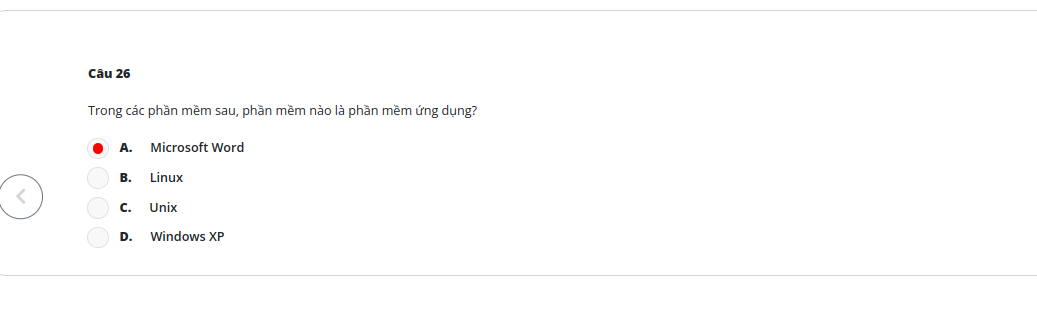 Câu 26
Trong các phần mềm sau, phần mềm nào là phần mềm ứng dụng?
A. Microsoft Word
B. Linux
C. Unix
D. Windows XP